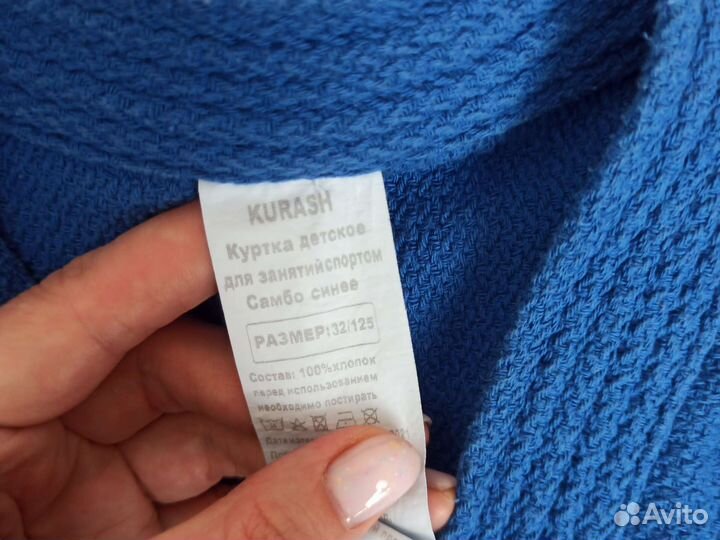 KURASH
Куртка детское
для занятийспортом
Самбо синее
РАЗМЕР:32/125
Состав: 100%хлопок
перед использованием
необходимо постирать
Avito